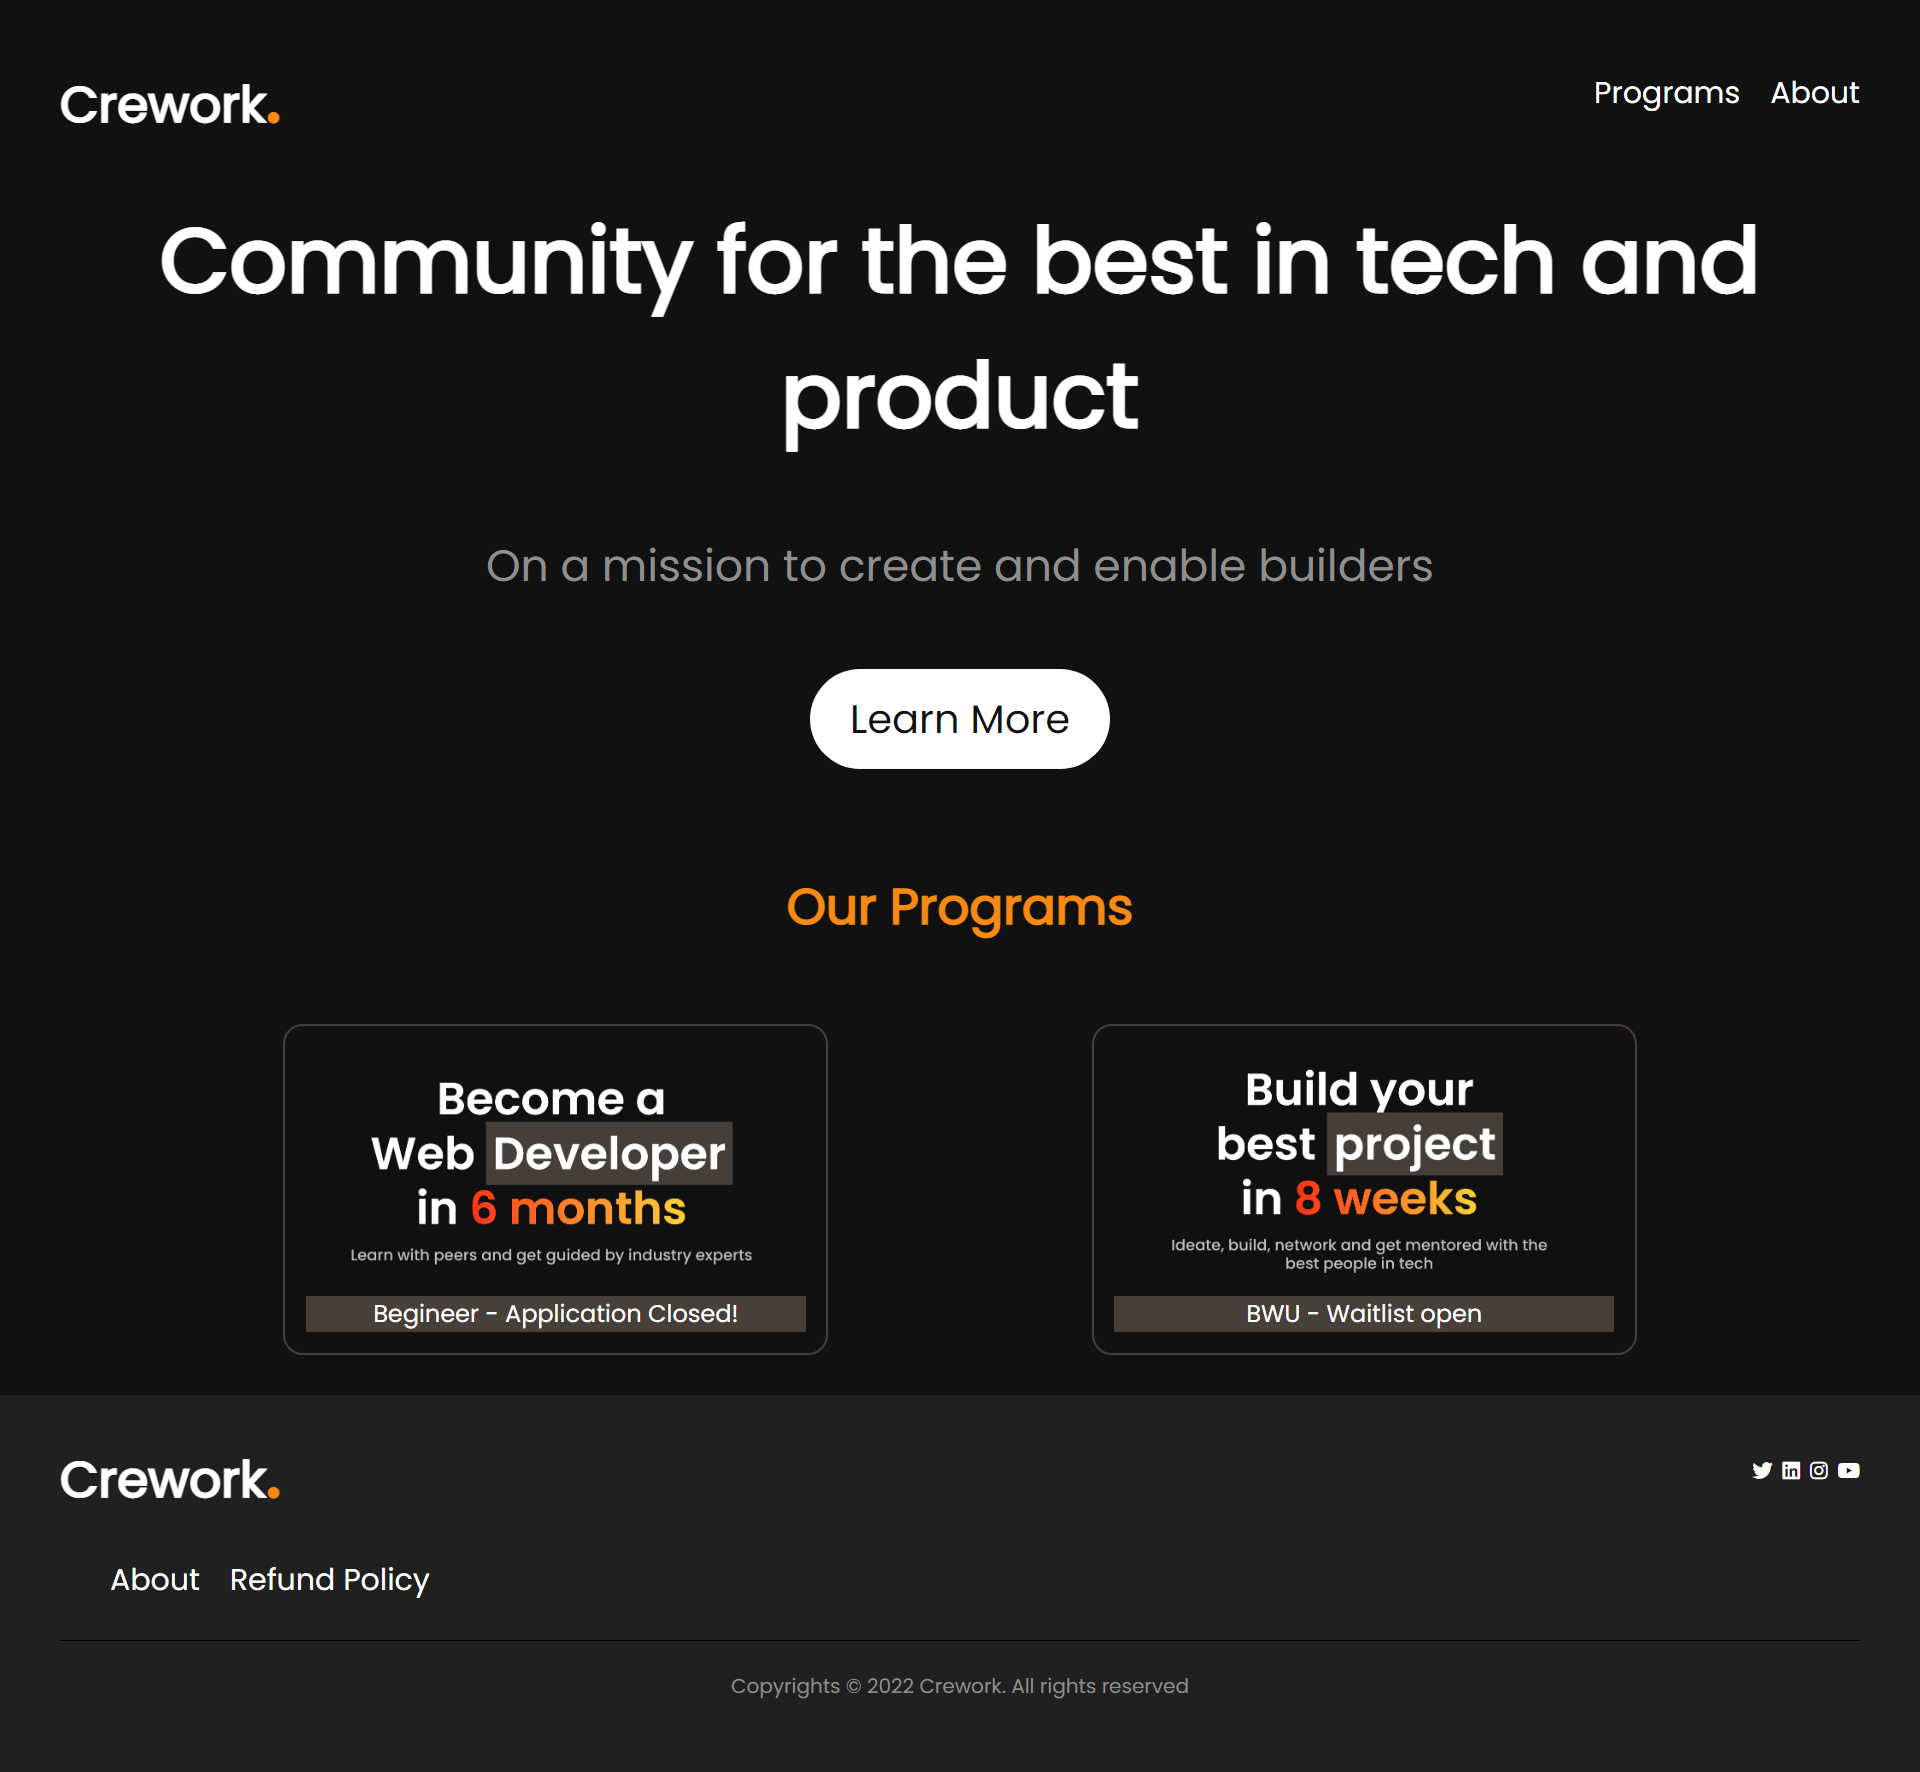 Crework.
Programs About
Community for the best in tech and
product
On a mission to create and enable builders
Learn More
Our Programs
Become a
Web Developer
in 6 months
Learn with peers and get guided by industry experts
Begineer - Application Closed!
Build your
best project
in 8 weeks
Ideate, build, network and get mentored with the
best people in tech
BWU - Waitlist open
Crework.
About Refund Policy
Copyrights © 2022 Crework. All rights reserved